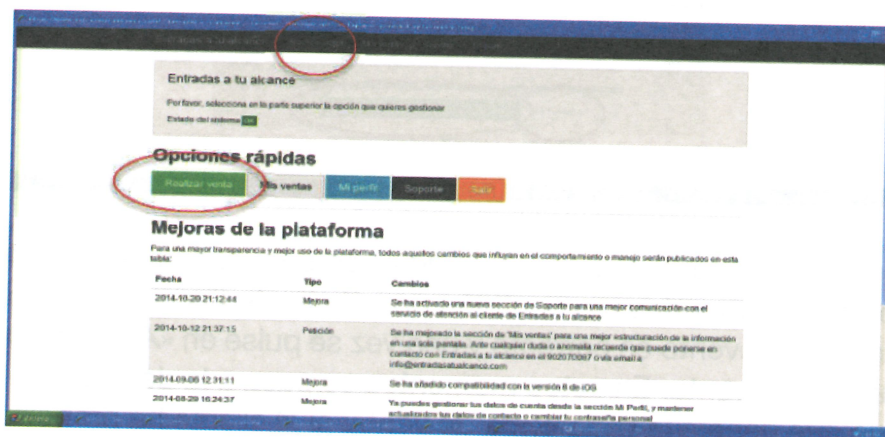 Entradas a tu alcance
Por favor, selecciona en la parte superior la opción que quieres gestionar
Estado del sistema
Opciones rápidas
Realizar venta Mis ventas Mi perfil Soporte Salir
Mejoras de la plataforma
Para una mayor transparencia y mejor uso de la plataforma, todos aquellos cambios que influyan en el comportamiento o manejo serán publicados en esta
tabla:
Fecha Tipo Cambios
2014-10-20 21:12:44 Mejora Se ha activado una nueva sección de Soporte para una mejor comunicación con el
servicio de atención al cliente de Entradas a tu alcance
2014-10-12 21:37:15 Petición Se ha mejorado la sección de 'Mis ventas' para una mejor estructuración de la información
en una sola pantalla. Ante cualquier duda o anomalía recuerde que puede ponerse en
contacto con Entradas a tu alcance en el 902070097 o vía email a
info@entradasatualcance.com
2014-09-06 12:31:11 Mejora Se ha añadido compatibilidad con la versión 8 de iOS
2014-08-29 16:24:37 Mejora Ya puedes gestionar tus datos de cuenta desde la sección Mi Perfil, y mantener
actualizados tus datos de contacto o cambiar tu contraseña personal